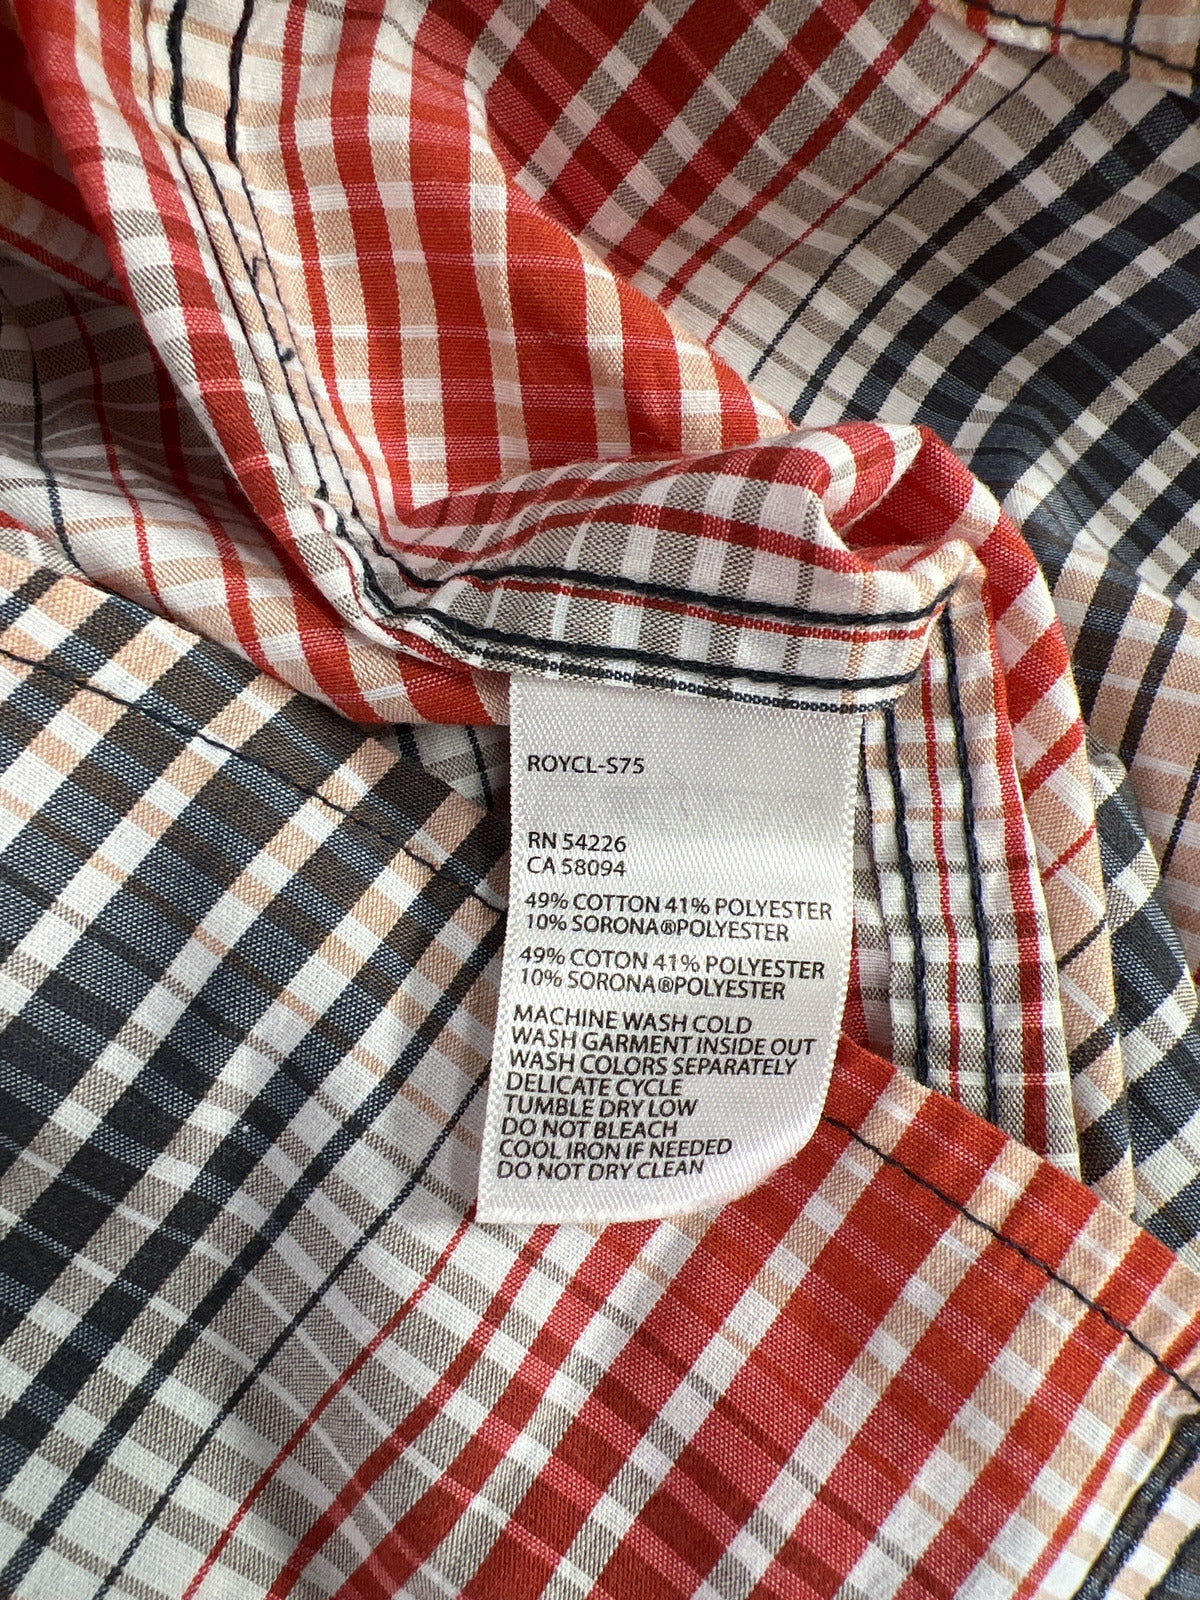 ROYCL-S75
RN 54226
CA 58094
49% COTTON 41% POLYESTER
10% SORONA®POLYESTER
49% COTON 41% POLYESTER
10% SORONA®POLYESTER
MACHINE WASH COLD
WASH GARMENT INSIDE OUT
WASH COLORS SEPARATELY
DELICATE CYCLE
TUMBLE DRY LOW
DO NOT BLEACH
COOL IRON IF NEEDED
DO NOT DRY CLEAN